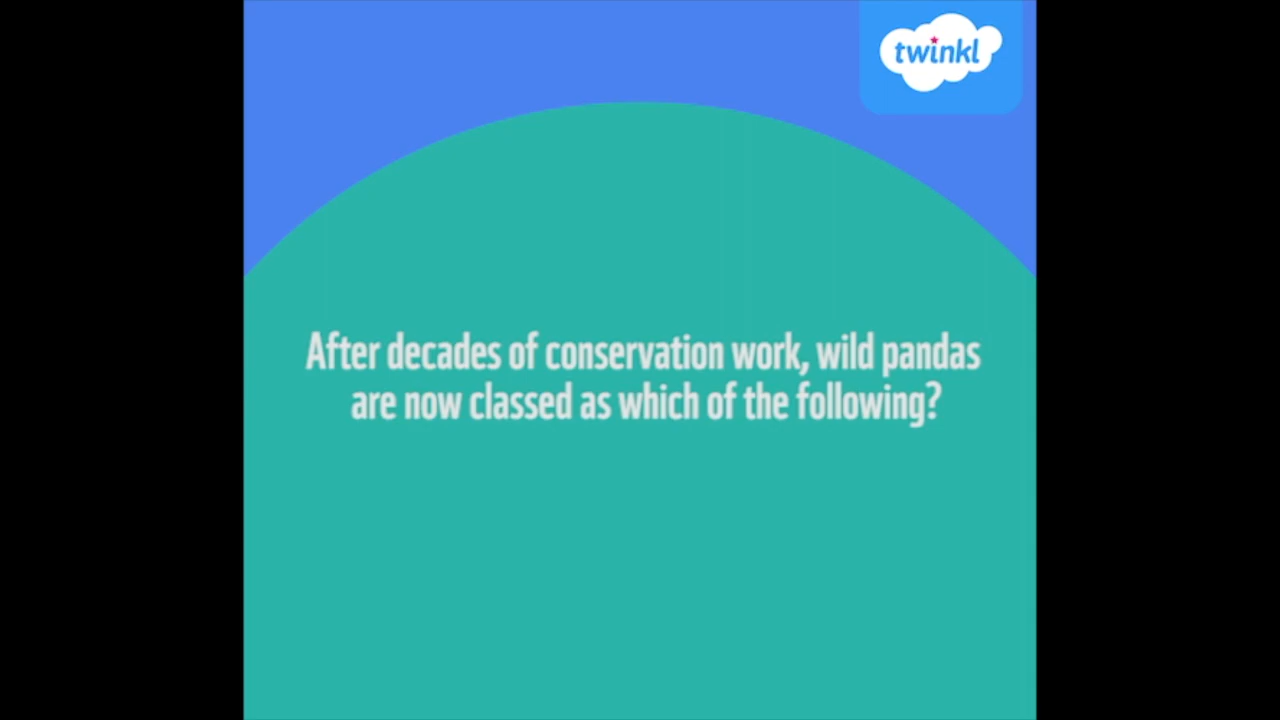 twinkl
After decades of conservation work, wild pandas
are now classed as which of the following?